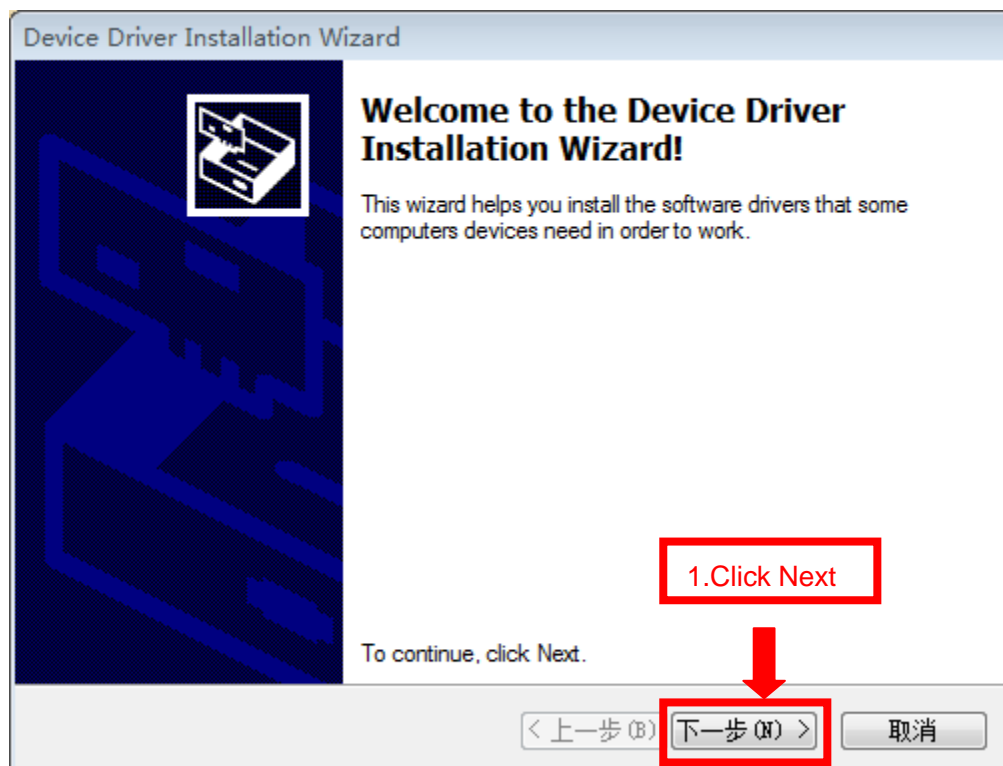 Device Driver Installation Wizard
Welcome to the Device Driver
Installation Wizard!
This wizard helps you install the software drivers that some
computers devices need in order to work.
1.Click Next
To continue, click Next.
< 上一步(B)
下一步(N) >
取消